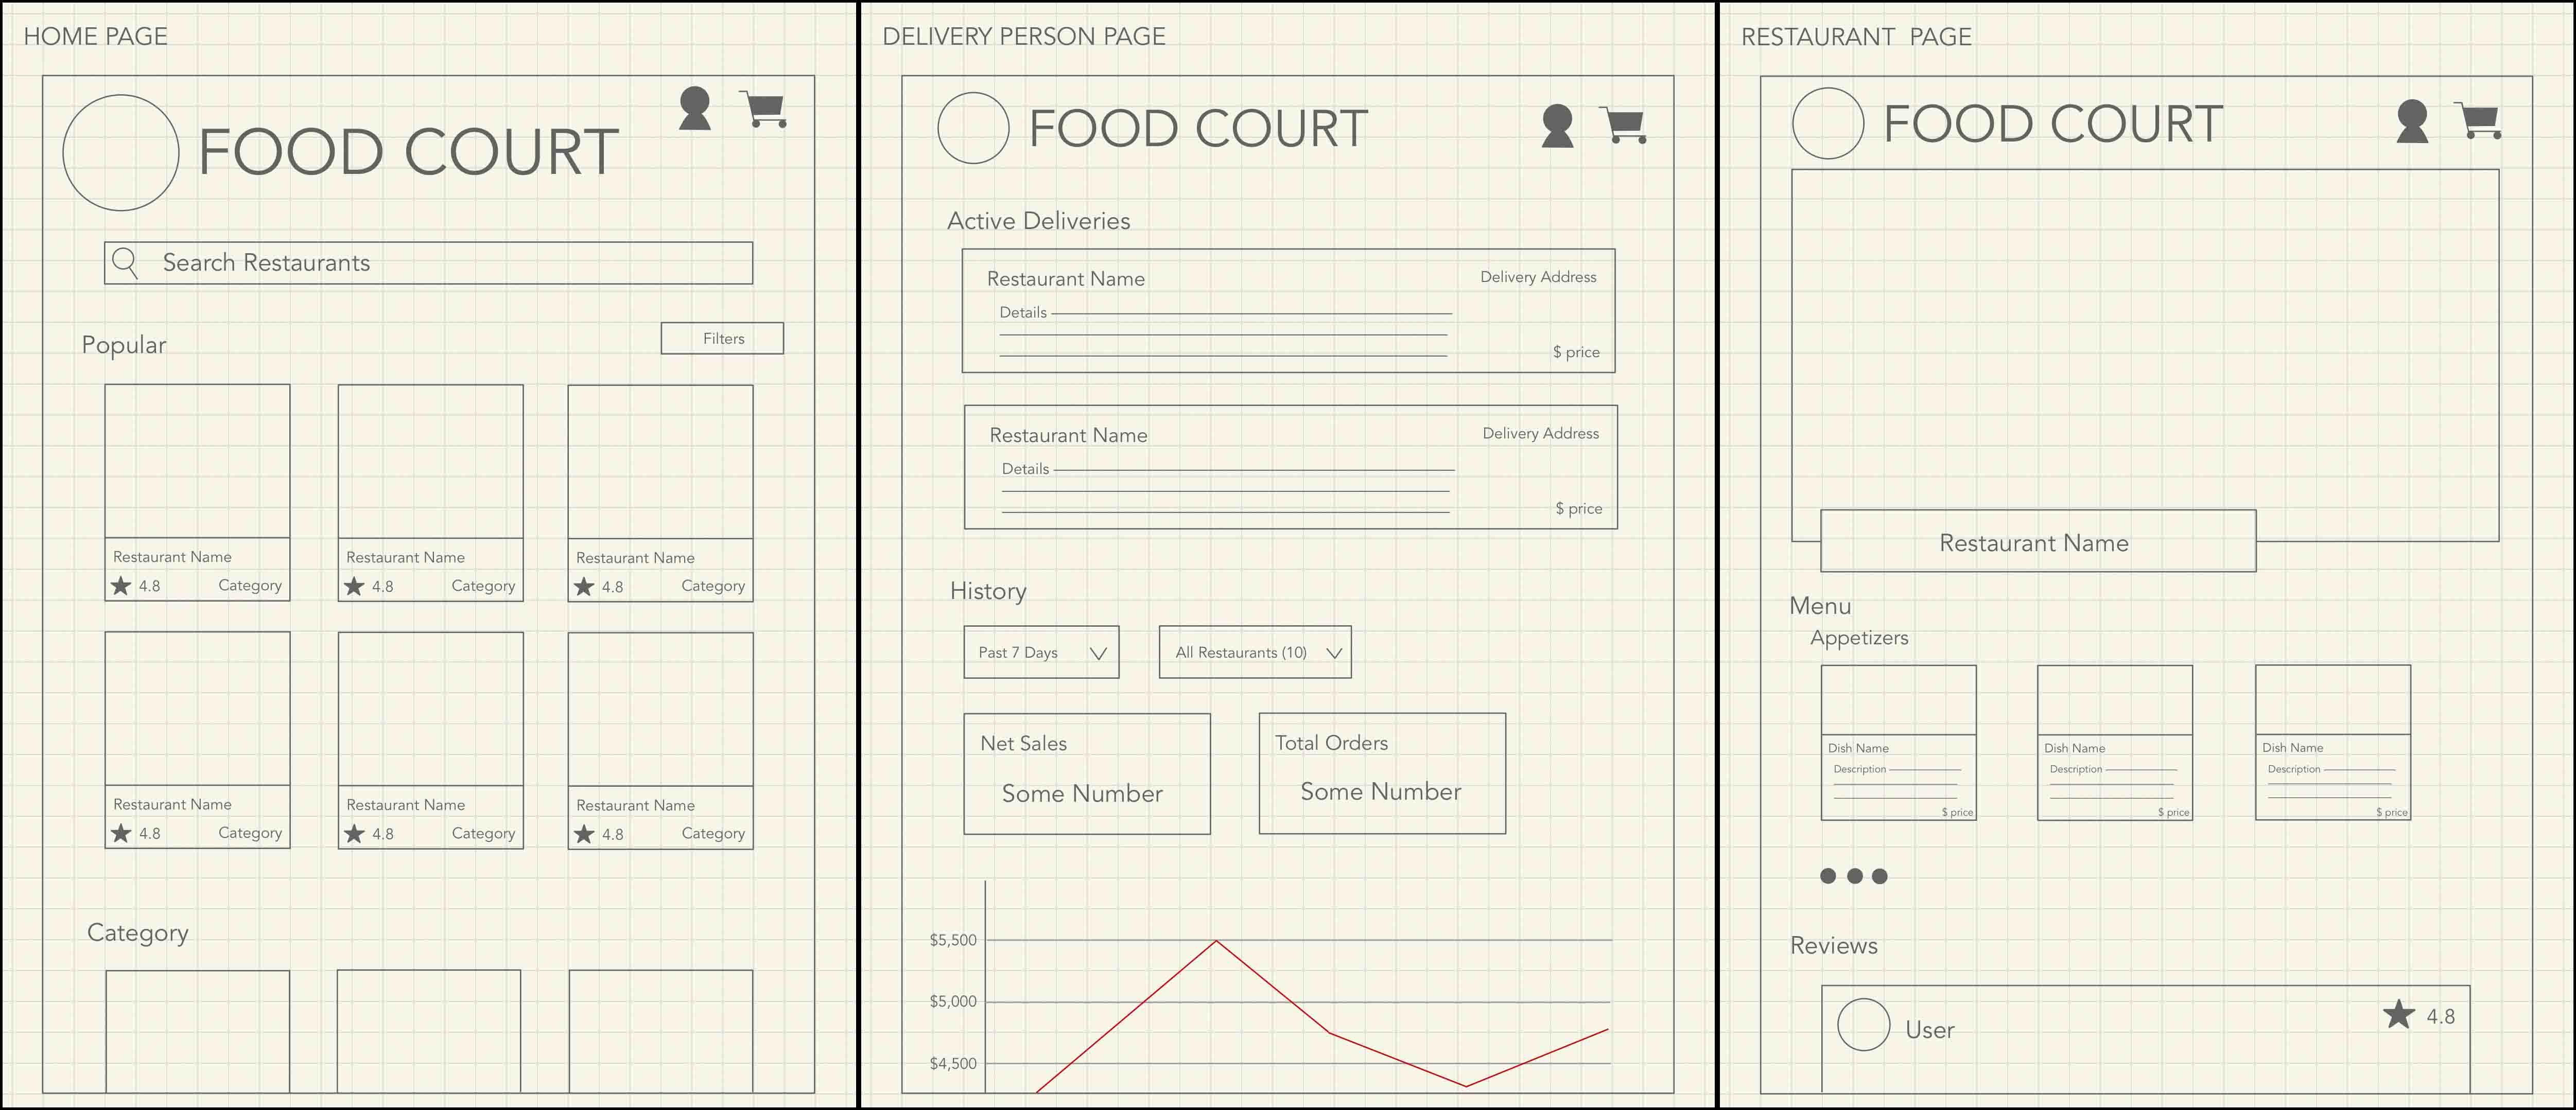 HOME PAGE
FOOD COURT
Search Restaurants
Popular
Filters
Restaurant Name
4.8 Category
Restaurant Name
4.8 Category
Restaurant Name
4.8 Category
Restaurant Name
4.8 Category
Restaurant Name
4.8 Category
Restaurant Name
4.8 Category
Category
DELIVERY PERSON PAGE
FOOD COURT
Active Deliveries
Restaurant Name
Delivery Address
Details
$ price
Restaurant Name
Delivery Address
Details
$ price
History
Past 7 Days
All Restaurants (10)
Net Sales
Some Number
Total Orders
Some Number
$5,500
$5,000
$4,500
RESTAURANT PAGE
FOOD COURT
Restaurant Name
Menu
Appetizers
Dish Name
Description
$ price
Dish Name
Description
$ price
Dish Name
Description
$ price
Reviews
User
4.8